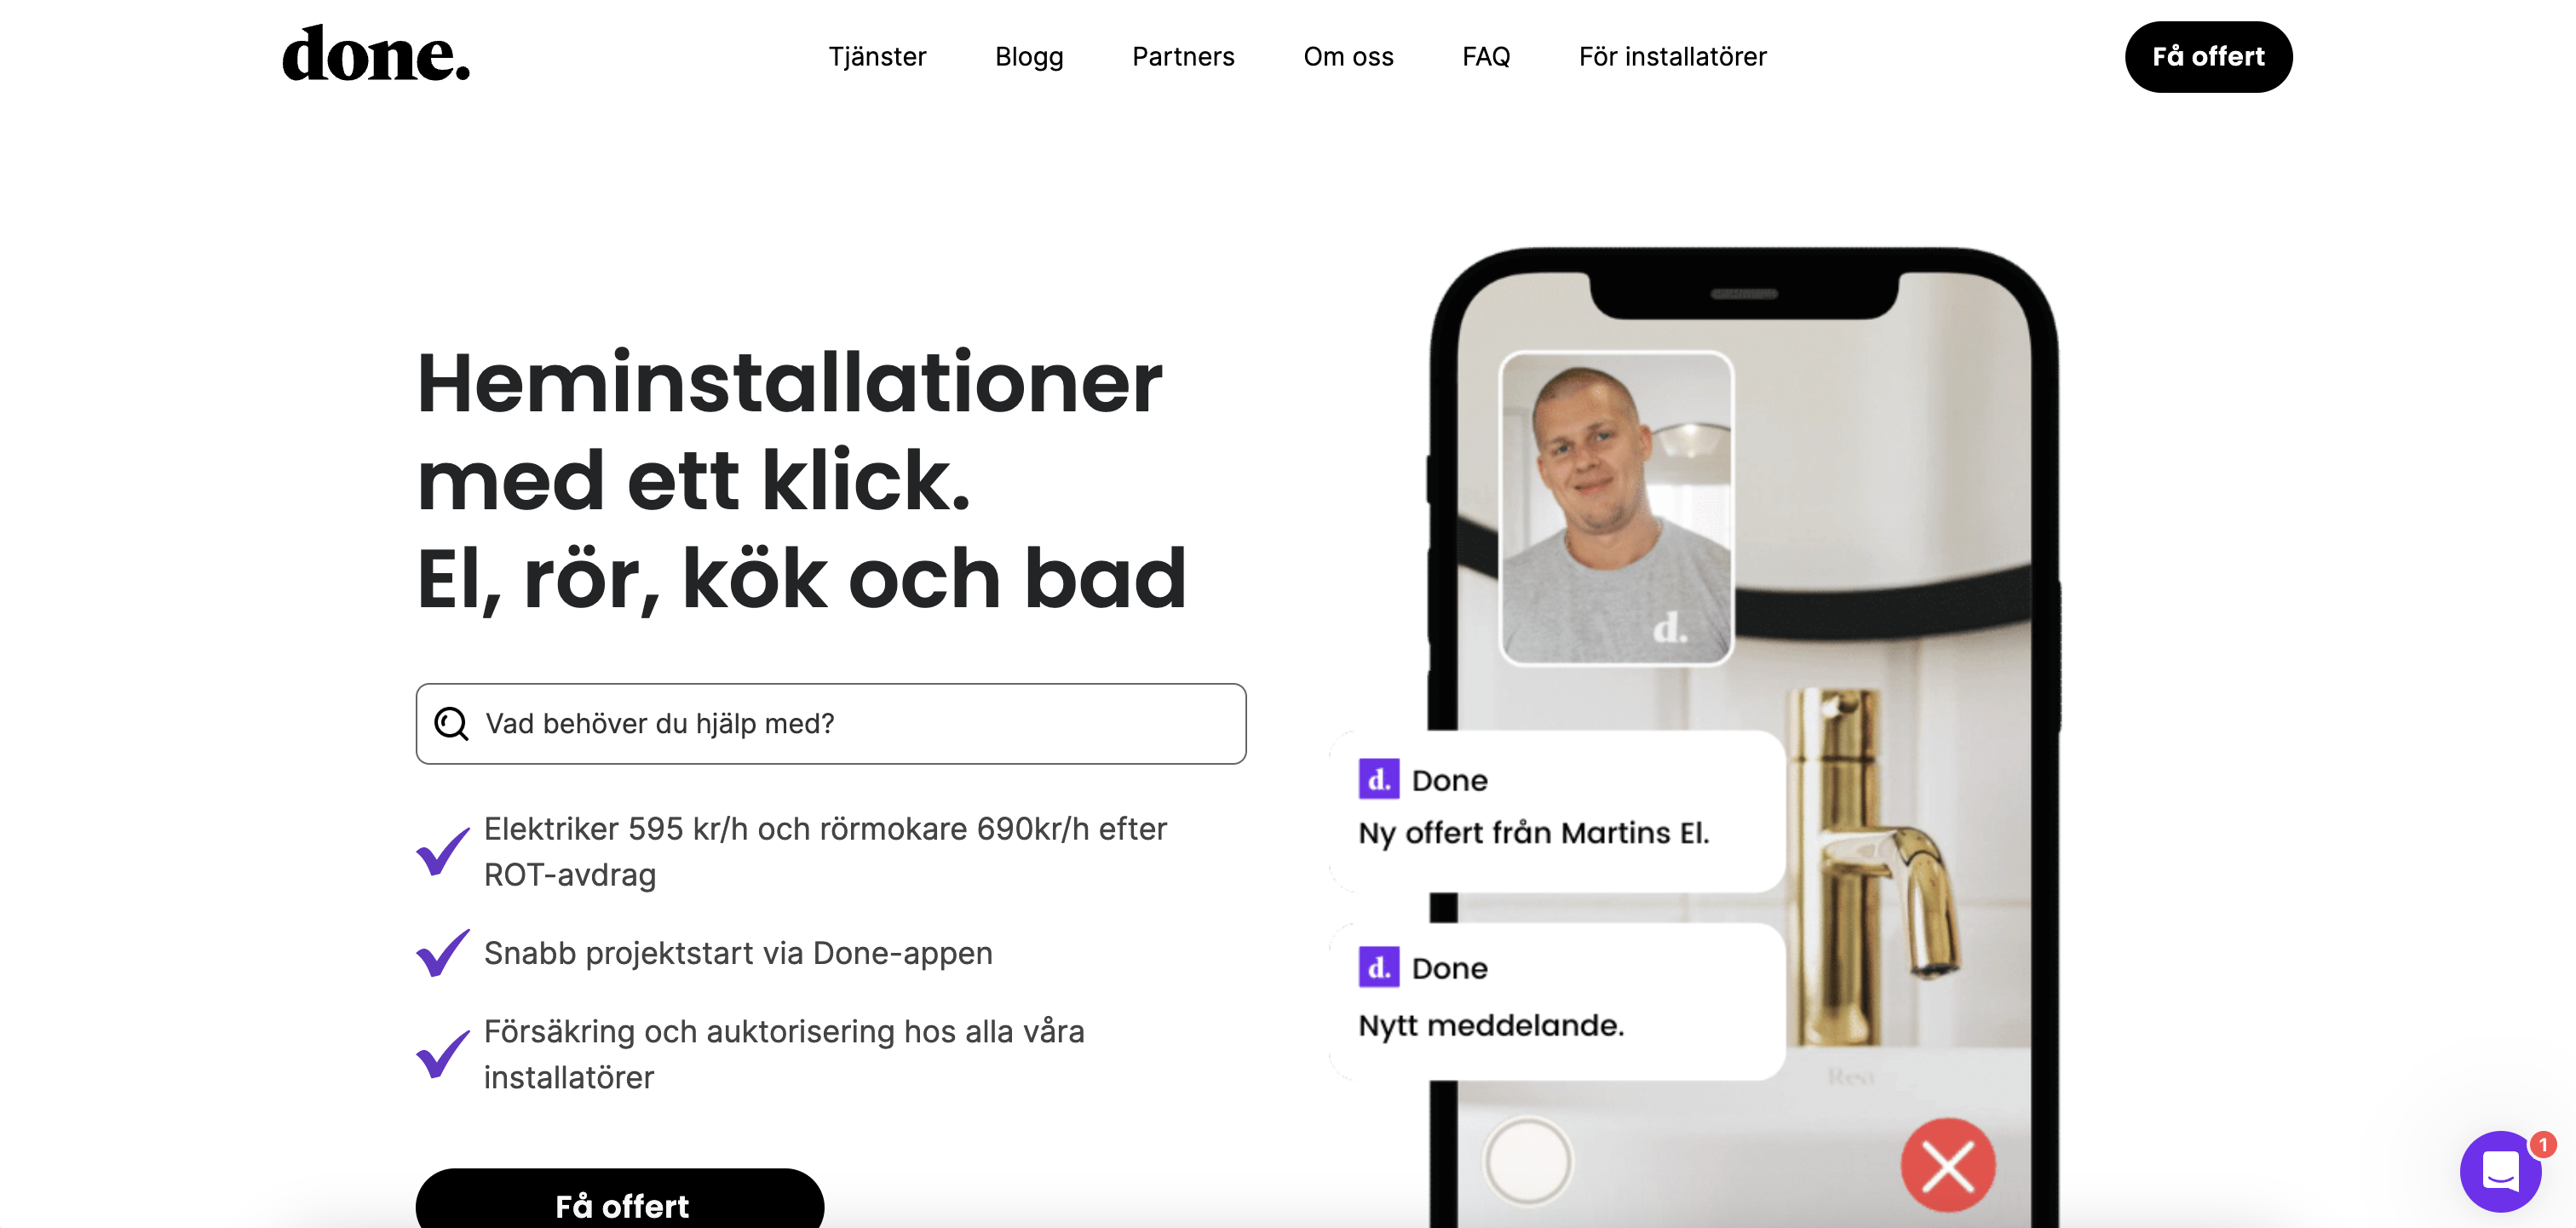 done.
Tjänster
Blogg
Partners
Om oss
FAQ
För installatörer
Få offert
Heminstallationer
med ett klick.
El, rör, kök och bad
Vad behöver du hjälp med?
Elektriker 595 kr/h och rörmokare 690kr/h efter
ROT-avdrag
Snabb projektstart via Done-appen
Försäkring och auktorisering hos alla våra
installatörer
Få offert
d.
d. Done
Ny offert från Martins El.
d. Done
Nytt meddelande.
1